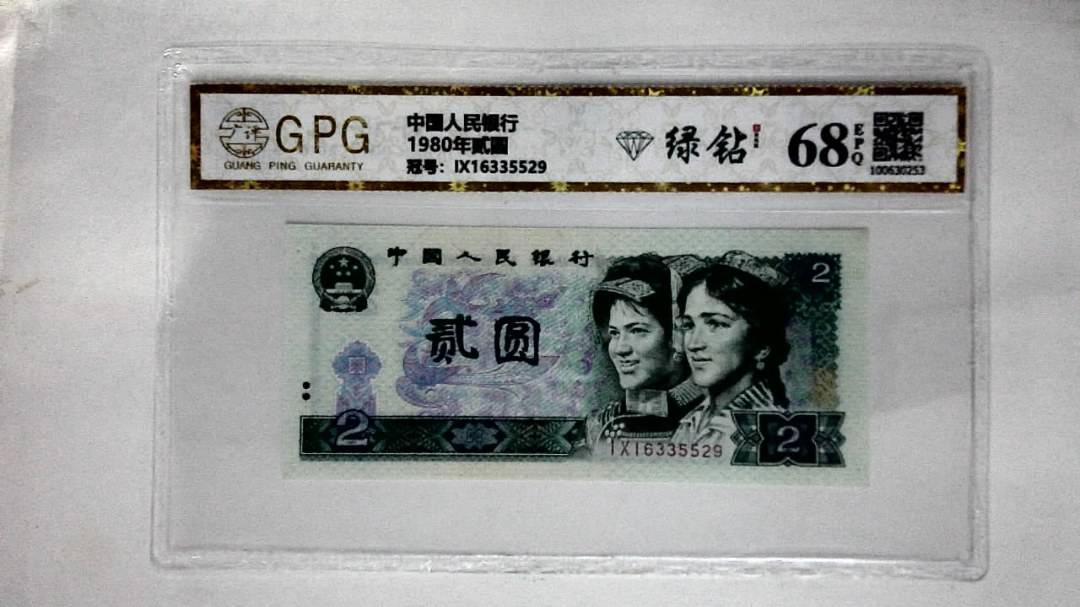 GPG
GUANG PING GUARANTY
中国人民银行
1980年贰圆
冠号：IX16335529
绿钻
68
EPQ
100630253
中国人民银行
2
贰圆
2
IX16335529
2